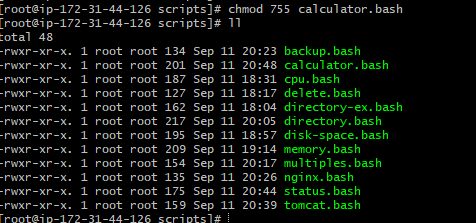 [root@ip-172-31-44-126 scripts]# chmod 755 calculator.bash
[root@ip-172-31-44-126 scripts]# ll
total 48
-rwxr-xr-x. 1 root root 134 Sep 11 20:23 backup.bash
-rwxr-xr-x. 1 root root 201 Sep 11 20:48 calculator.bash
-rwxr-xr-x. 1 root root 187 Sep 11 18:31 cpu.bash
-rwxr-xr-x. 1 root root 127 Sep 11 18:17 delete.bash
-rwxr-xr-x. 1 root root 162 Sep 11 18:04 directory-ex.bash
-rwxr-xr-x. 1 root root 217 Sep 11 20:05 directory.bash
-rwxr-xr-x. 1 root root 195 Sep 11 18:57 disk-space.bash
-rwxr-xr-x. 1 root root 209 Sep 11 19:14 memory.bash
-rwxr-xr-x. 1 root root 154 Sep 11 20:17 multiples.bash
-rwxr-xr-x. 1 root root 135 Sep 11 20:26 nginx.bash
-rwxr-xr-x. 1 root root 175 Sep 11 20:44 status.bash
-rwxr-xr-x. 1 root root 159 Sep 11 20:39 tomcat.bash
[root@ip-172-31-44-126 scripts]#